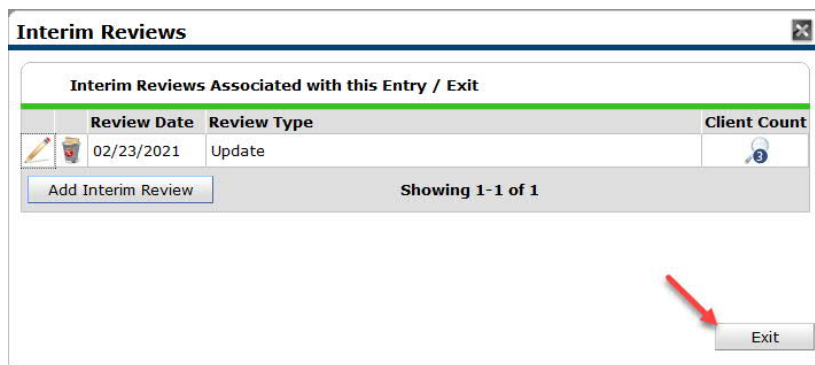 Interim Reviews
Interim Reviews Associated with this Entry / Exit
Review Date Review Type Client Count
02/23/2021 Update 3
Add Interim Review Showing 1-1 of 1
Exit